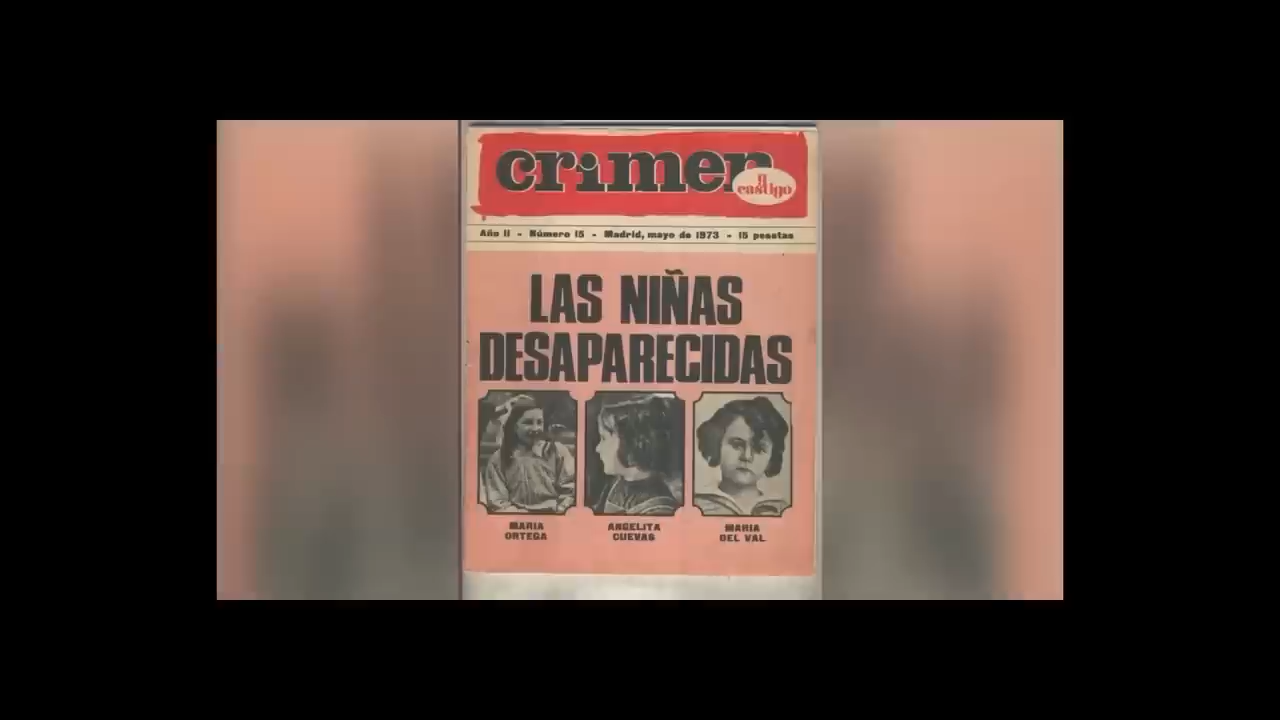 crimen
y
castigo
Año II - Número 15 - Madrid, mayo de 1973 - 15 pesetas
LAS NIÑAS
DESAPARECIDAS
MARIA
ORTEGA
ANGELITA
CUEVAS
MARIA
DEL VAL